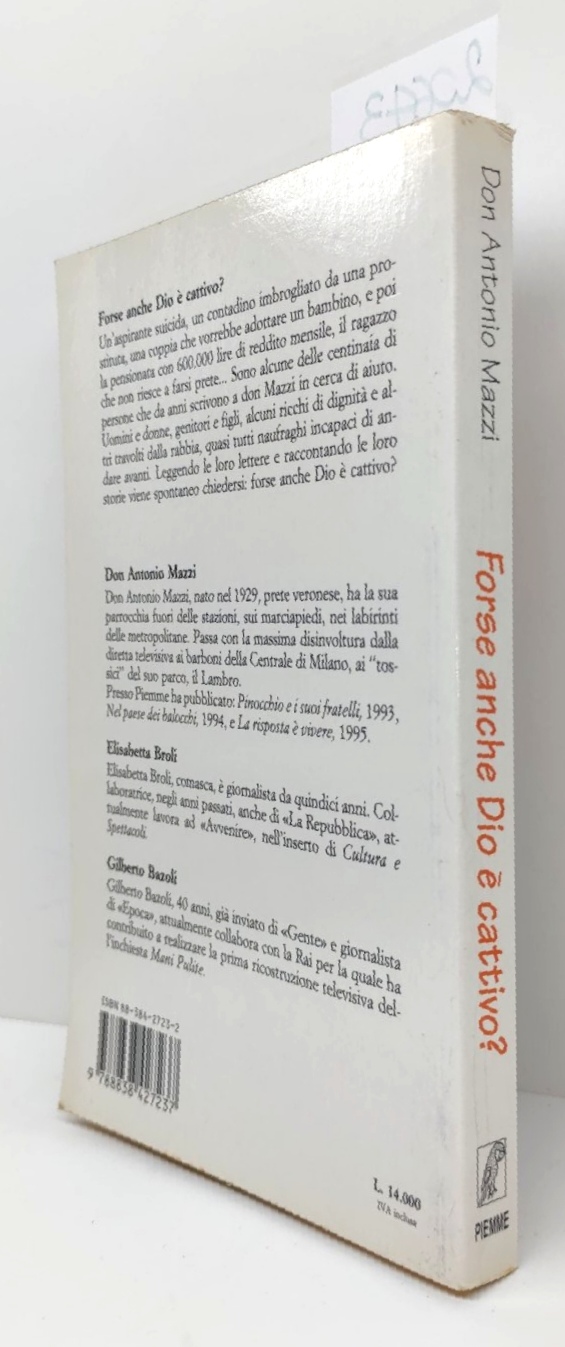 Forse anche Dio è cattivo?
Un'aspirante suicida, un contadino imbrogliato da una pro-
stituta, una coppia che vorrebbe adottare un bambino, e poi
la pensionata con 600.000 lire di reddito mensile, il ragazzo
che non riesce a farsi prete... Sono alcune delle centinaia di
persone che da anni scrivono a don Mazzi in cerca di aiuto.
Uomini e donne, genitori e figli, alcuni ricchi di dignità e al-
tri travolti dalla rabbia, quasi tutti naufraghi incapaci di an-
dare avanti. Leggendo le loro lettere e raccontando le loro
storie viene spontaneo chiedersi: forse anche Dio è cattivo?
Don Antonio Mazzi
Don Antonio Mazzi, nato nel 1929, prete veronese, ha la sua
parrocchia fuori delle stazioni, sui marciapiedi, nei labirinti
delle metropolitane. Passa con la massima disinvoltura dalla
diretta televisiva ai barboni della Centrale di Milano, ai "tos-
sici" del suo parco, il Lambro.
Presso Piemme ha pubblicato: Pinocchio e i suoi fratelli, 1993,
Nel paese dei balocchi, 1994, e La risposta è vivere, 1995.
Elisabetta Broli
Elisabetta Broli, comasca, è giornalista da quindici anni. Col-
laboratrice, negli anni passati, anche di «La Repubblica», at-
tualmente lavora ad «Avvenire», nell'inserto di Cultura e
Spettacoli.
Gilberto Bazoli
Gilberto Bazoli, 40 anni, già inviato di «Gente» e giornalista
di «Epoca», attualmente collabora con la Rai per la quale ha
contribuito a realizzare la prima ricostruzione televisiva del-
l'inchiesta Mani Pulite.
ISBN 88-384-2723-2
9 788838 427237
L. 14.000
IVA inclusa
Don Antonio Mazzi
Forse anche Dio è cattivo?
PIEMME